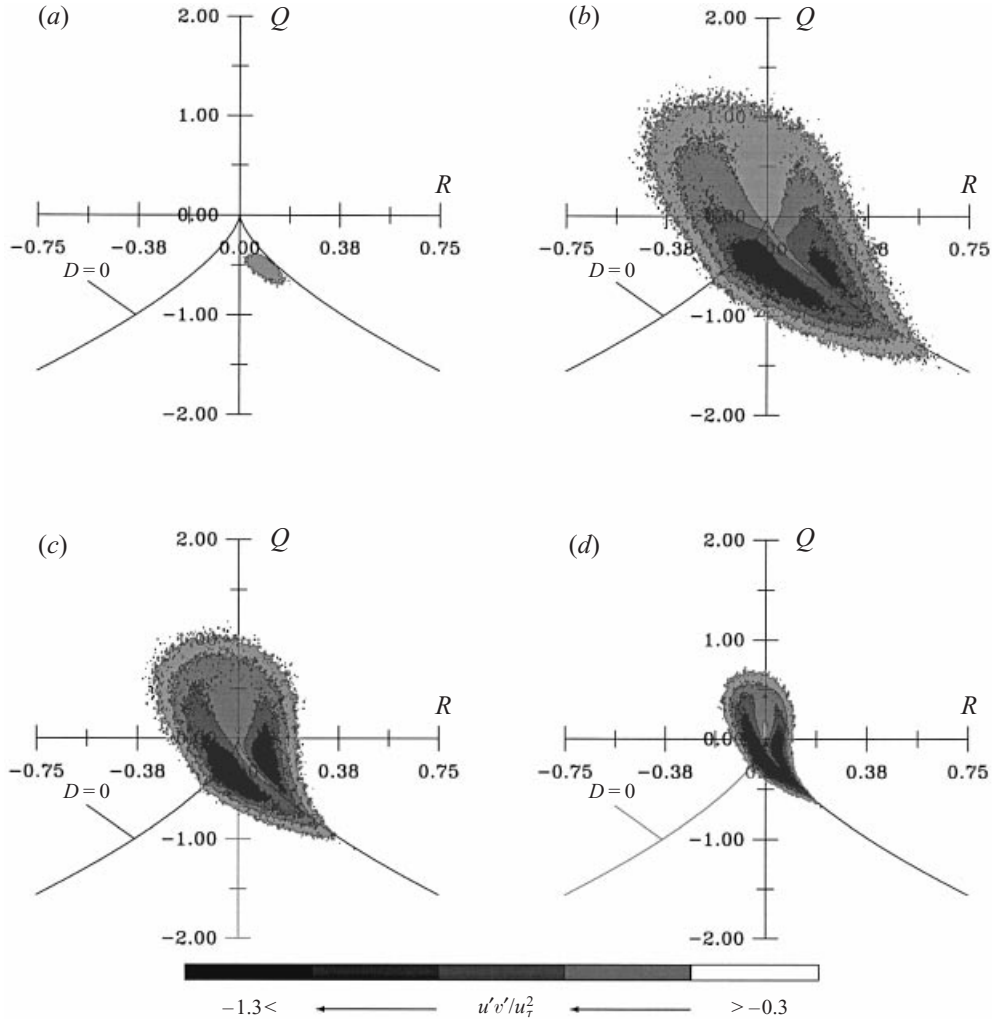 (a) 2.00 Q
1.00
R
0.00
−0.75 −0.38 0.00 0.38 0.75
D = 0
−1.00
−2.00
(b) 2.00 Q
1.00
R
0.00
−0.75 −0.38 0.38 0.75
D = 0
−1.00
−2.00
(c) 2.00 Q
R
−0.75 −0.38 0.38 0.75
D = 0
−1.00
−2.00
(d) 2.00 Q
1.00
R
−0.75 −0.38 0.38 0.75
D = 0
−1.00
−2.00
−1.3< u′v′/u_τ^2 > −0.3